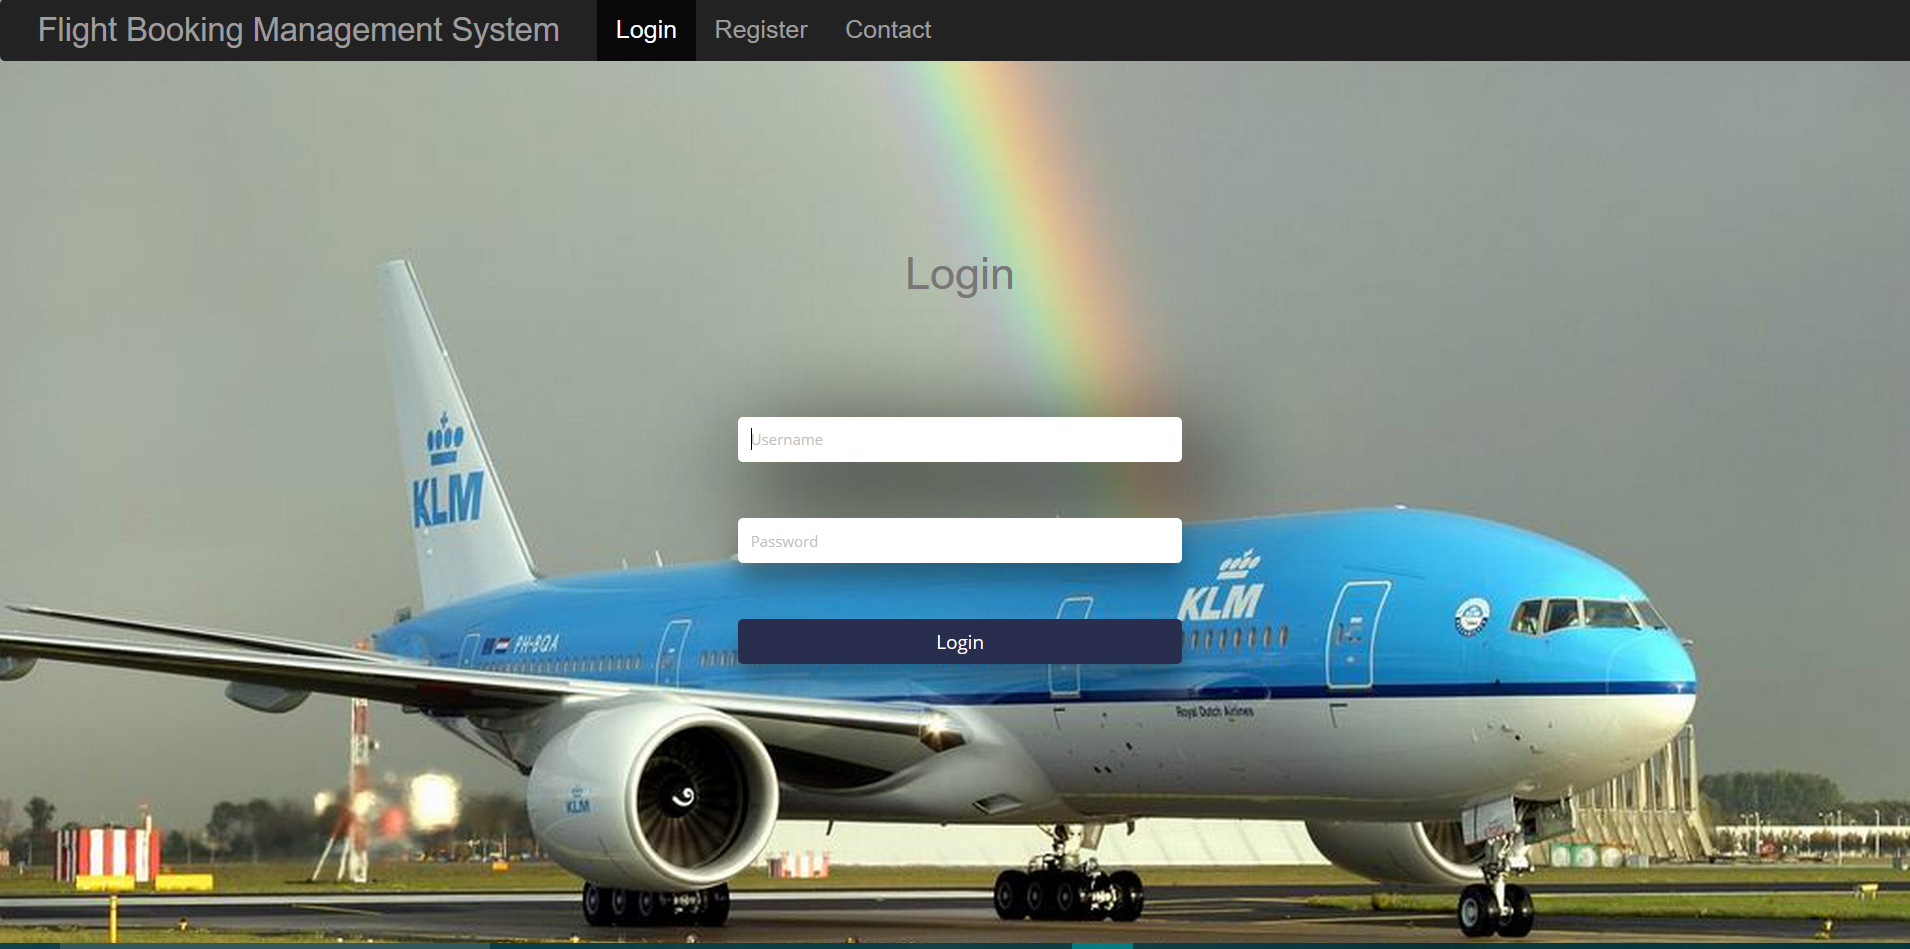 Flight Booking Management System Login Register Contact
Login
Username
KLM
Password
KLM
PH-BQA
Login
Royal Dutch Airlines
KLM